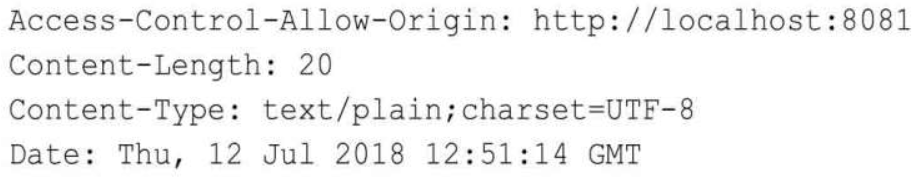 Access-Control-Allow-Origin: http://localhost:8081
Content-Length: 20
Content-Type: text/plain;charset=UTF-8
Date: Thu, 12 Jul 2018 12:51:14 GMT